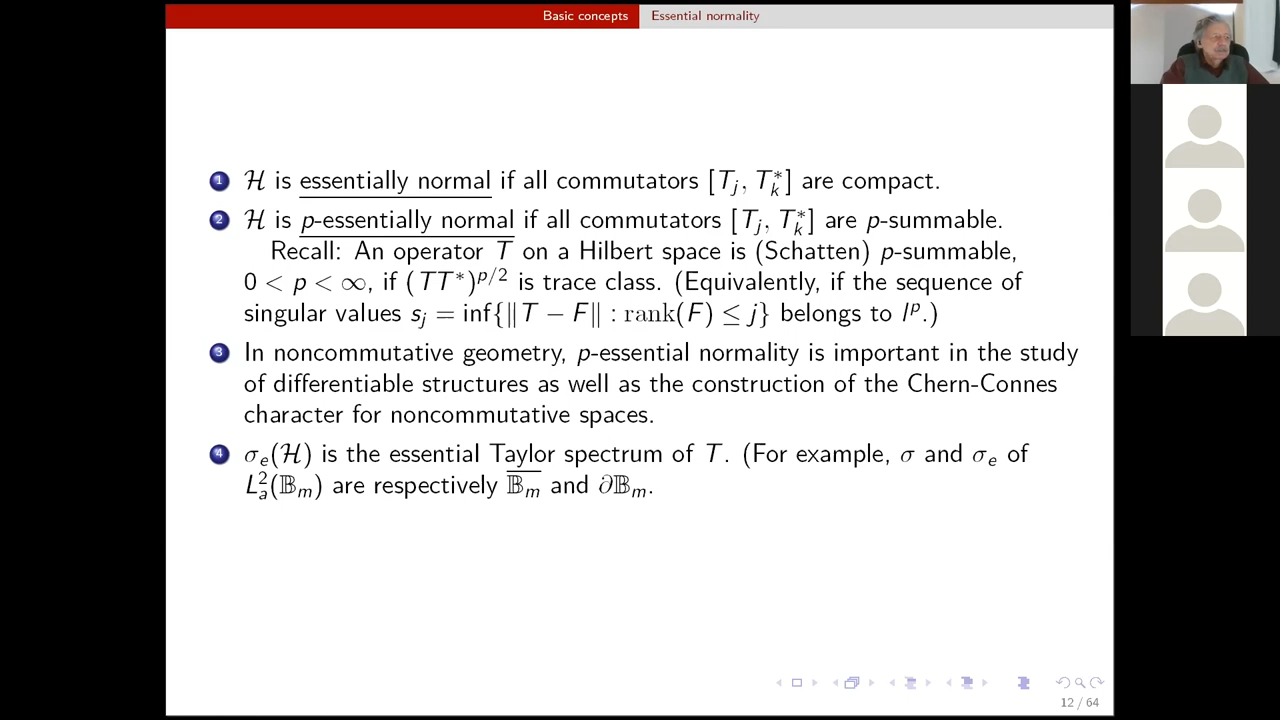 Basic concepts Essential normality
1 ℋ is essentially normal if all commutators [T_j, T_k^*] are compact.
2 ℋ is p-essentially normal if all commutators [T_j, T_k^*] are p-summable.
Recall: An operator T on a Hilbert space is (Schatten) p-summable,
0 < p < ∞, if (TT*)^{p/2} is trace class. (Equivalently, if the sequence of
singular values s_j = inf{‖T − F‖ : rank(F) ≤ j} belongs to l^p.)
3 In noncommutative geometry, p-essential normality is important in the study
of differentiable structures as well as the construction of the Chern-Connes
character for noncommutative spaces.
4 σ_e(ℋ) is the essential Taylor spectrum of T. (For example, σ and σ_e of
L_a^2(𝔹_m) are respectively \overline{𝔹_m} and ∂𝔹_m.
12 / 64